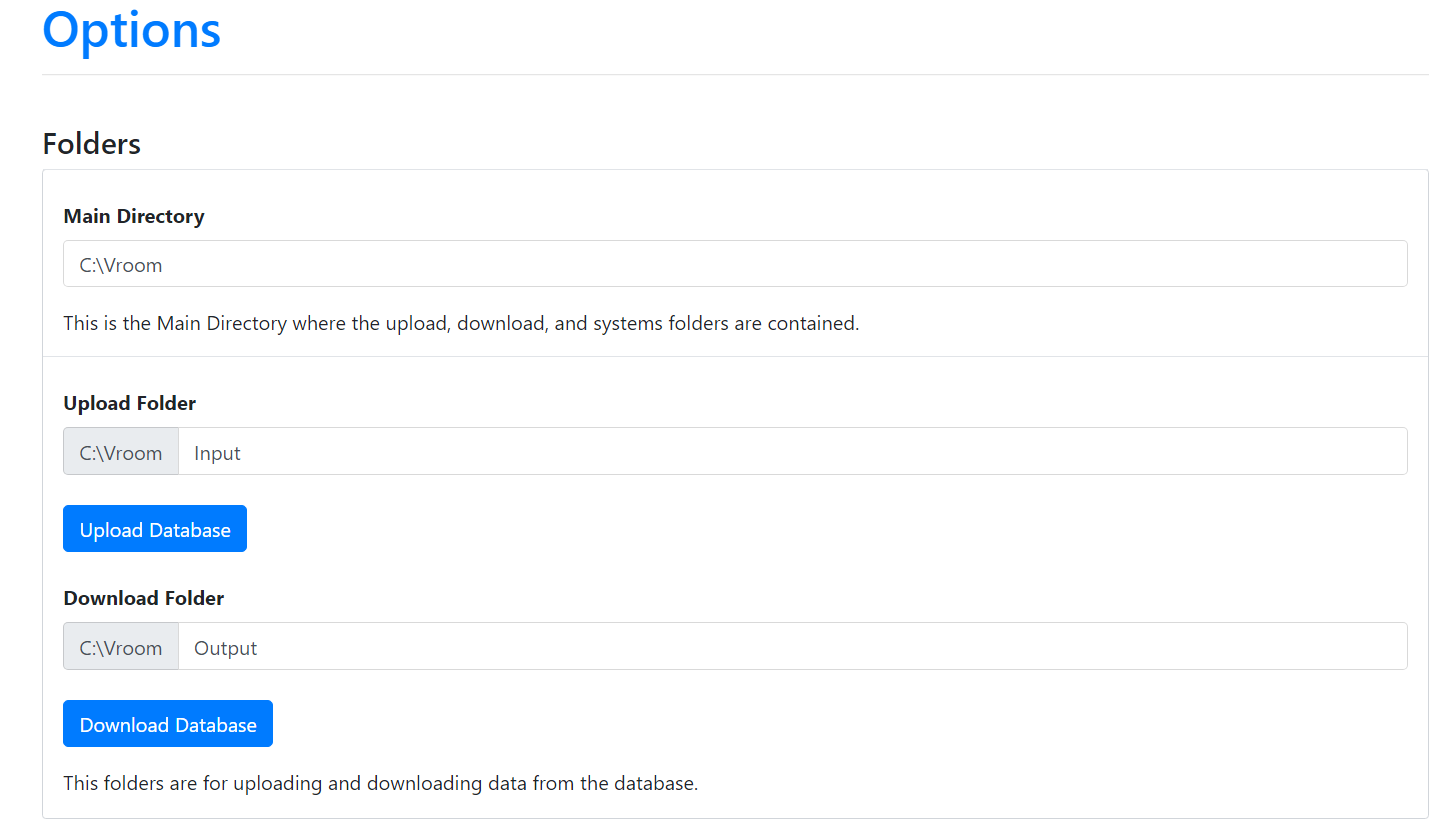 Options
Folders
Main Directory
C:\Vroom
This is the Main Directory where the upload, download, and systems folders are contained.
Upload Folder
C:\Vroom Input
Upload Database
Download Folder
C:\Vroom Output
Download Database
This folders are for uploading and downloading data from the database.